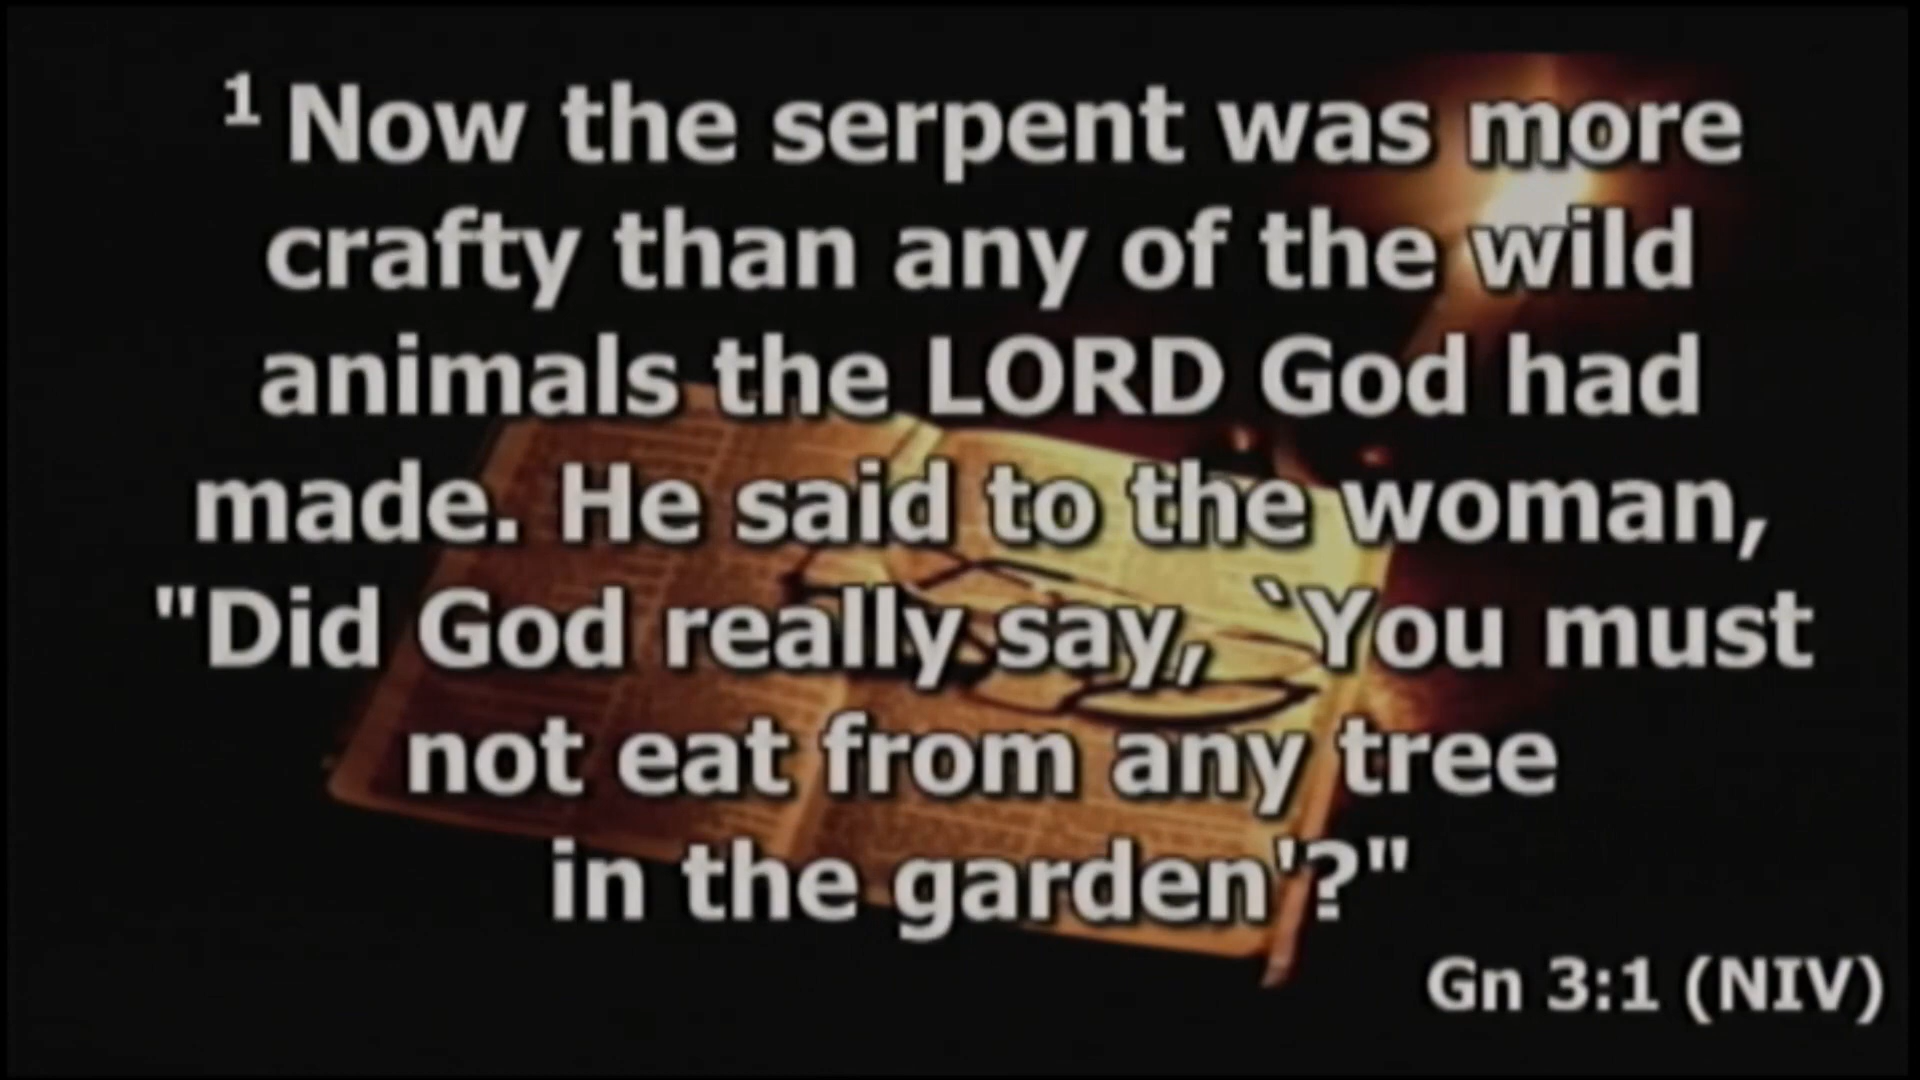 1 Now the serpent was more
crafty than any of the wild
animals the LORD God had
made. He said to the woman,
"Did God really say, `You must
not eat from any tree
in the garden'?"
Gn 3:1 (NIV)